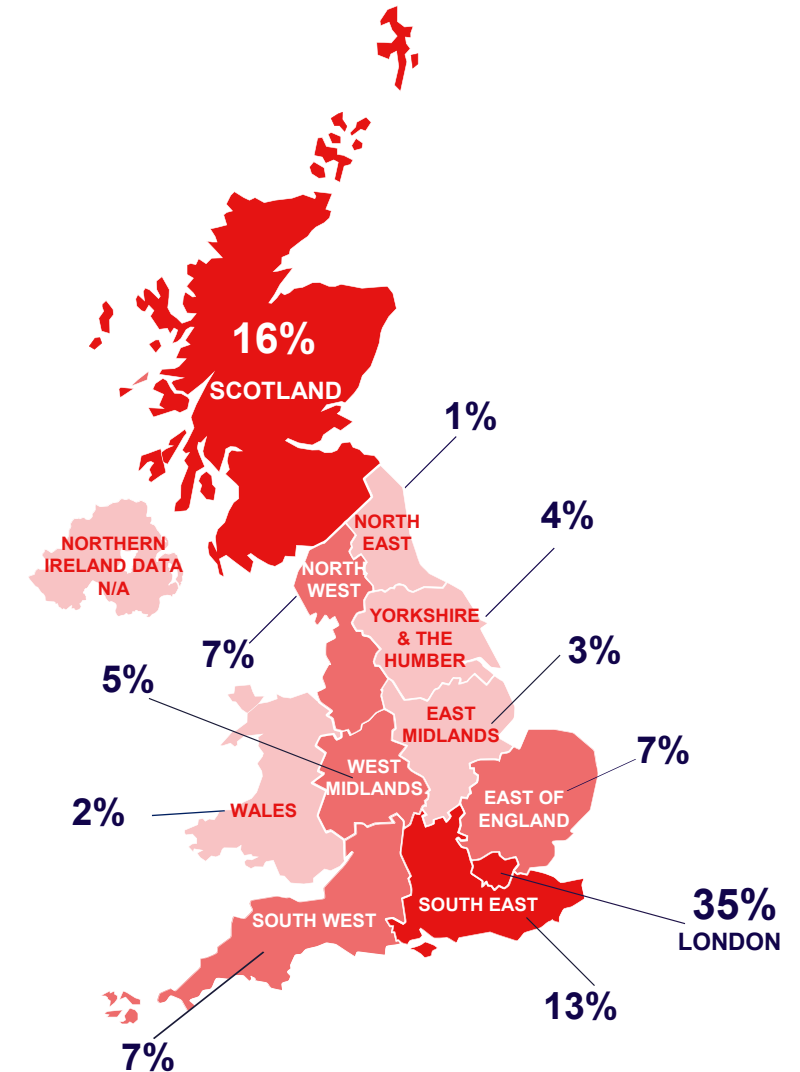 16%
SCOTLAND
1%
NORTH
EAST
4%
NORTHERN
IRELAND DATA
N/A
NORTH
WEST
7%
YORKSHIRE
& THE
HUMBER
3%
5%
EAST
MIDLANDS
7%
WEST
MIDLANDS
EAST OF
ENGLAND
2%
WALES
35%
LONDON
SOUTH EAST
SOUTH WEST
13%
7%